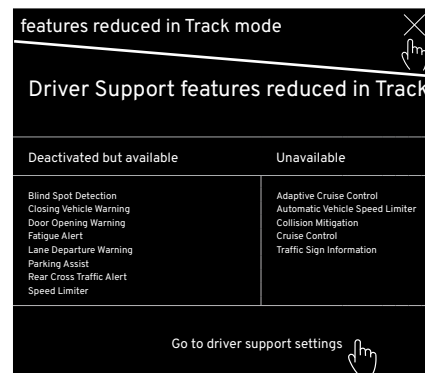 features reduced in Track mode
Driver Support features reduced in Track
Deactivated but available
Unavailable
Blind Spot Detection
Closing Vehicle Warning
Door Opening Warning
Fatigue Alert
Lane Departure Warning
Parking Assist
Rear Cross Traffic Alert
Speed Limiter
Adaptive Cruise Control
Automatic Vehicle Speed Limiter
Collision Mitigation
Cruise Control
Traffic Sign Information
Go to driver support settings